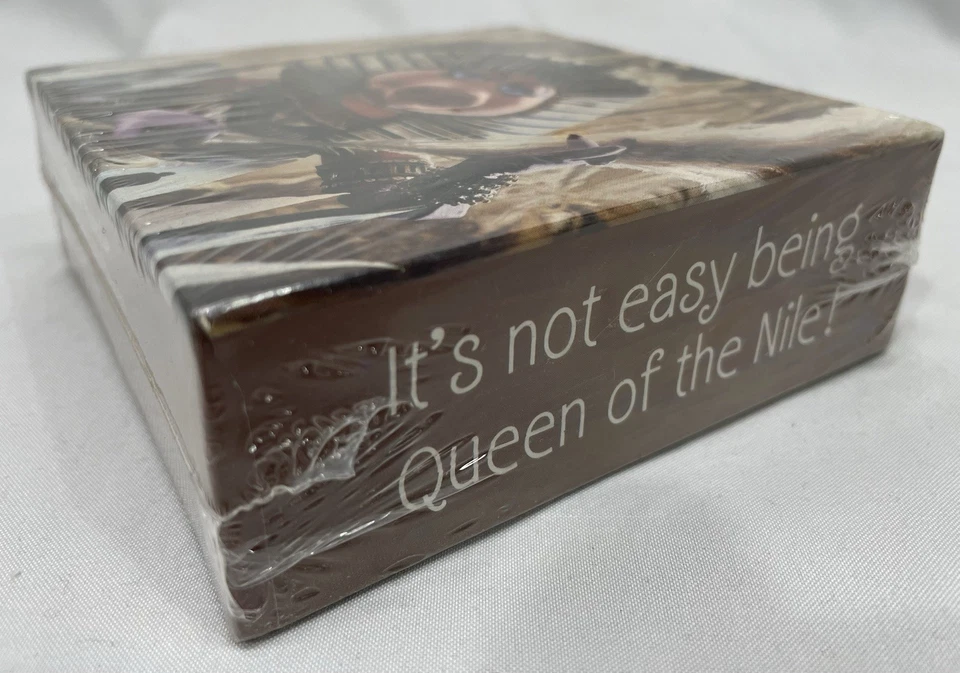 It's not easy being
Queen of the Nile!